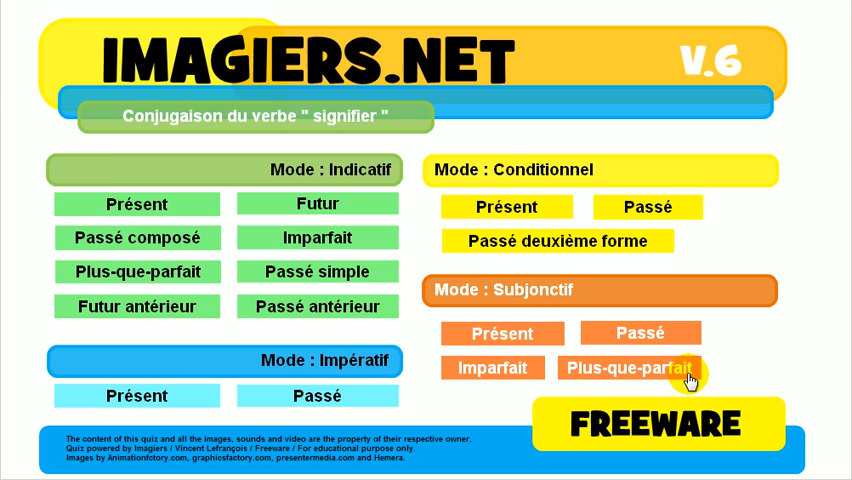 IMAGIERS.NET
V.6
Conjugaison du verbe " signifier "
Mode : Indicatif
Présent
Futur
Passé composé
Imparfait
Plus-que-parfait
Passé simple
Futur antérieur
Passé antérieur
Mode : Impératif
Présent
Passé
Mode : Conditionnel
Présent
Passé
Passé deuxième forme
Mode : Subjonctif
Présent
Passé
Imparfait
Plus-que-parfait
FREEWARE
The content of this quiz and all the images, sounds and video are the property of their respective owner.
Quiz powered by Imagiers / Vincent Lefrançois / Freeware / For educational purpose only.
Images by Animationfctory.com, graphicsfactory.com, presentermedia.com and Hemera.